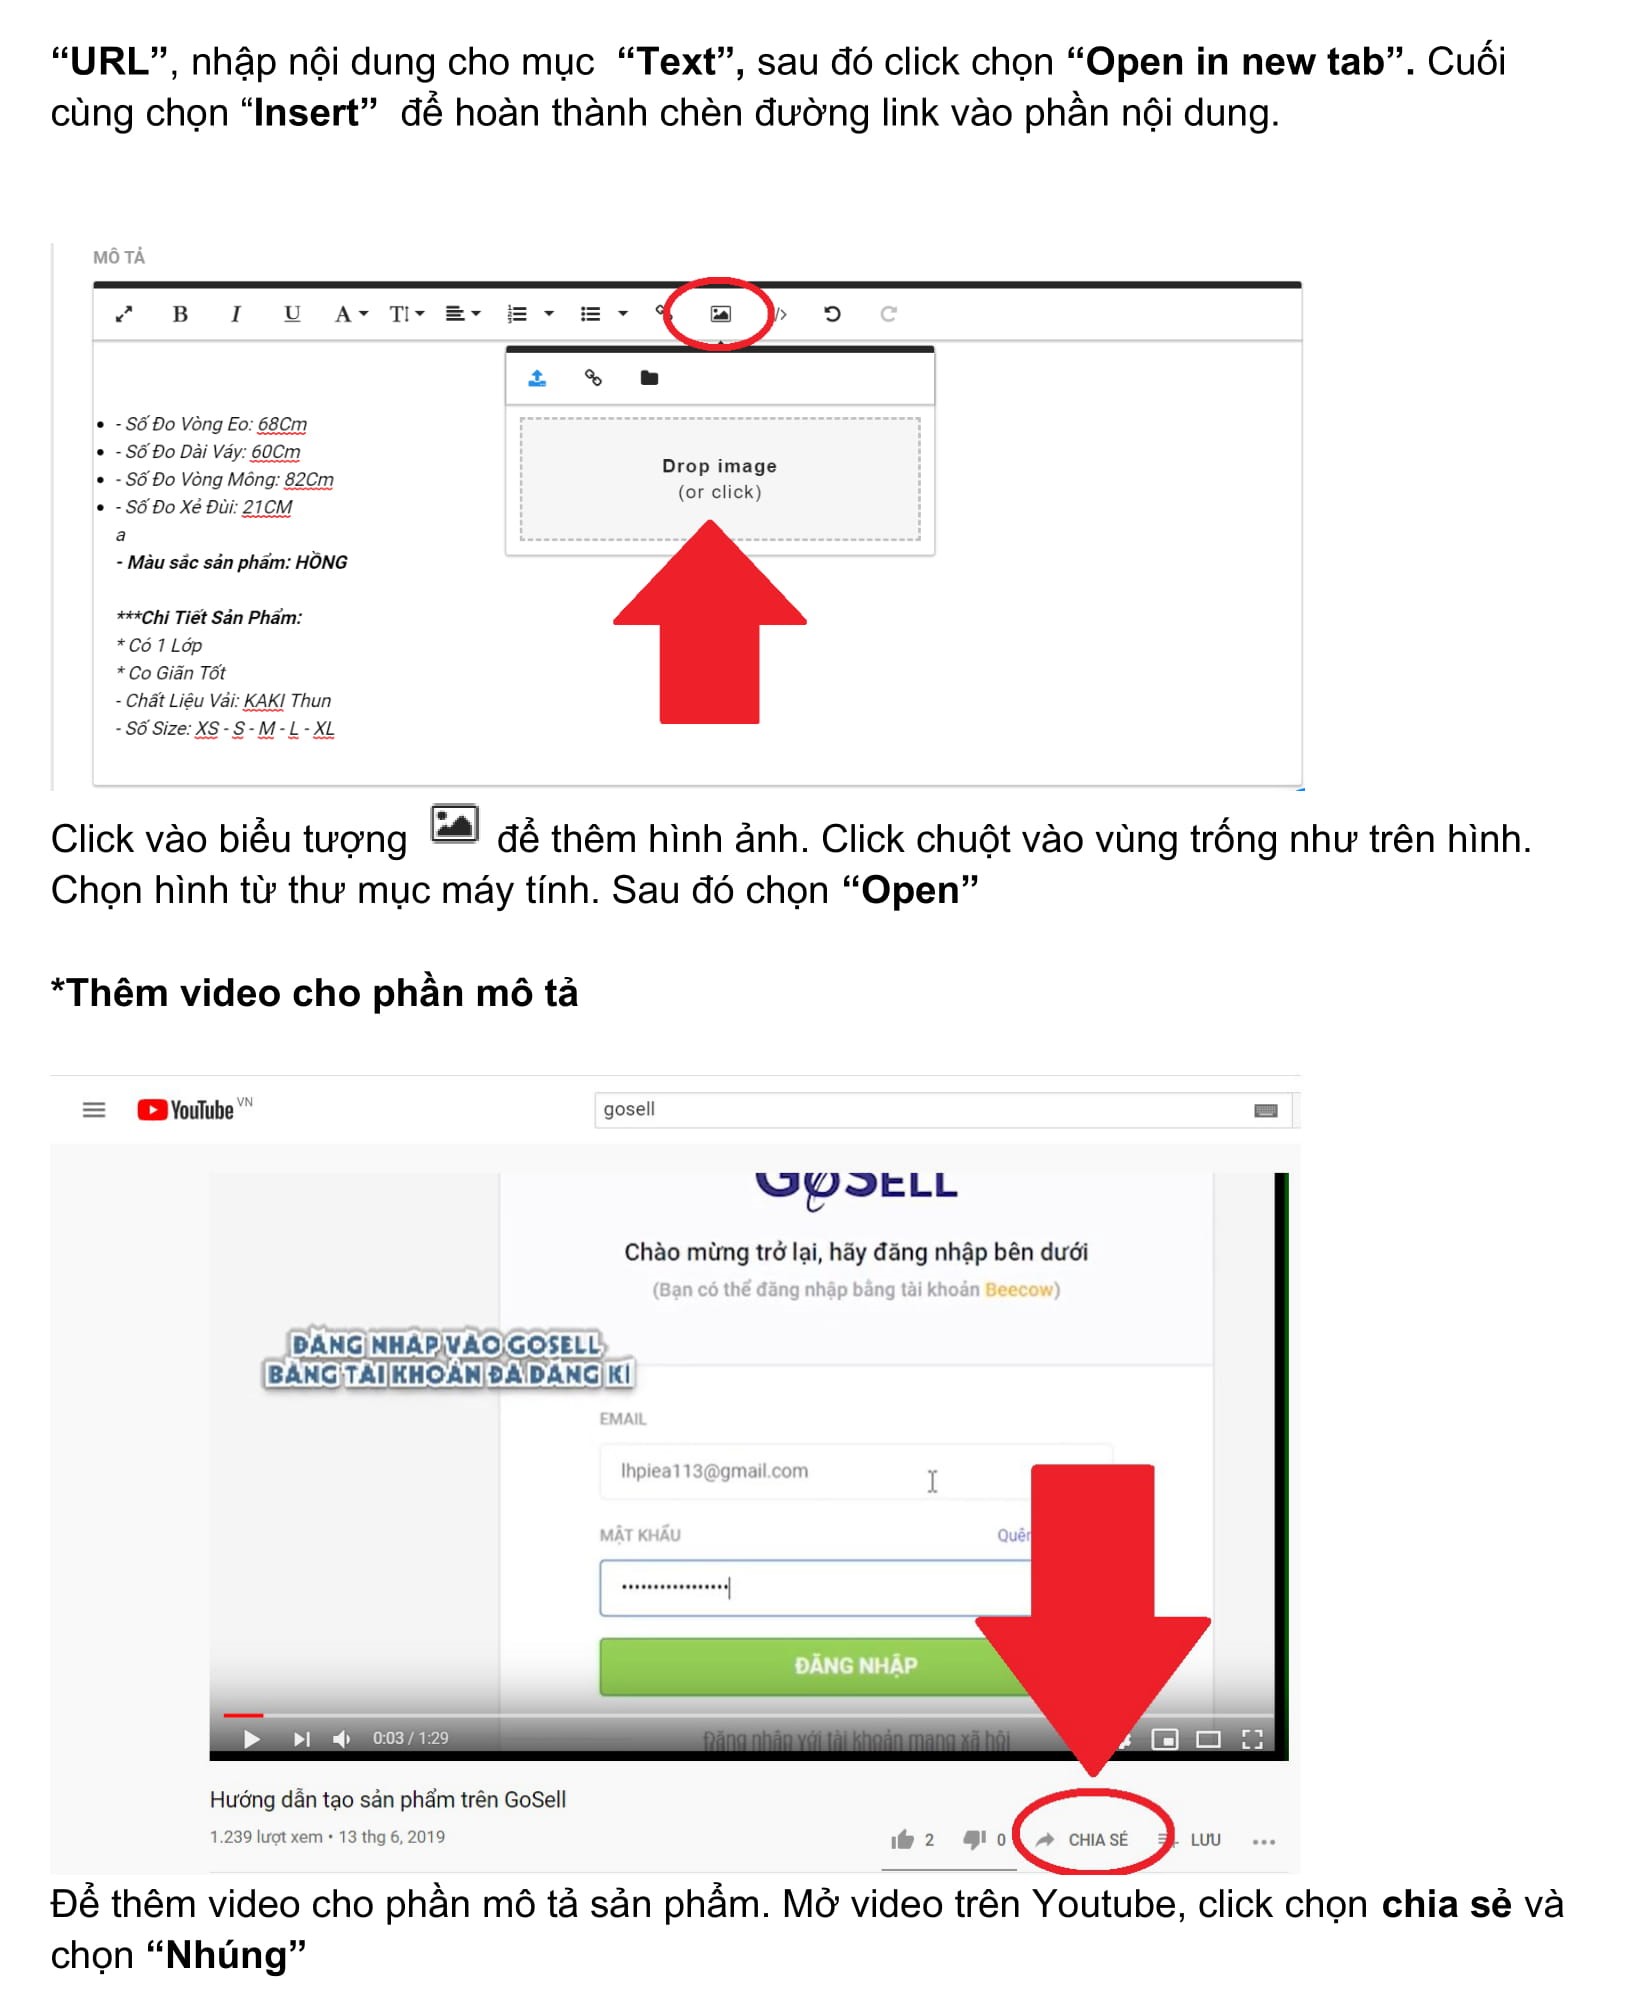 “URL”, nhập nội dung cho mục “Text”, sau đó click chọn “Open in new tab”. Cuối
cùng chọn “Insert” để hoàn thành chèn đường link vào phần nội dung.
MÔ TẢ
B I U A T
- Số Đo Vòng Eo: 68Cm
- Số Đo Dài Váy: 60Cm
- Số Đo Vòng Mông: 82Cm
- Số Đo Xẻ Đùi: 21CM
a
- Màu sắc sản phẩm: HỒNG
***Chi Tiết Sản Phẩm:
* Có 1 Lớp
* Co Giãn Tốt
- Chất Liệu Vải: KAKI Thun
- Số Size: XS - S - M - L - XL
Drop image
(or click)
Click vào biểu tượng để thêm hình ảnh. Click chuột vào vùng trống như trên hình.
Chọn hình từ thư mục máy tính. Sau đó chọn “Open”
*Thêm video cho phần mô tả
YouTube VN
gosell
GOSELL
Chào mừng trở lại, hãy đăng nhập bên dưới
(Bạn có thể đăng nhập bằng tài khoản Beecow)
ĐĂNG NHẬP VÀO GOSELL
BẰNG TÀI KHOẢN ĐÃ ĐĂNG KÍ
EMAIL
lhpiea113@gmail.com
MẬT KHẨU
••••••••••••••••• 
ĐĂNG NHẬP
Đăng nhập với tài khoản mạng xã hội
0:03 / 1:29
Hướng dẫn tạo sản phẩm trên GoSell
1.239 lượt xem • 13 thg 6, 2019
2 0 CHIA SẺ LƯU
Để thêm video cho phần mô tả sản phẩm. Mở video trên Youtube, click chọn chia sẻ và
chọn “Nhúng”